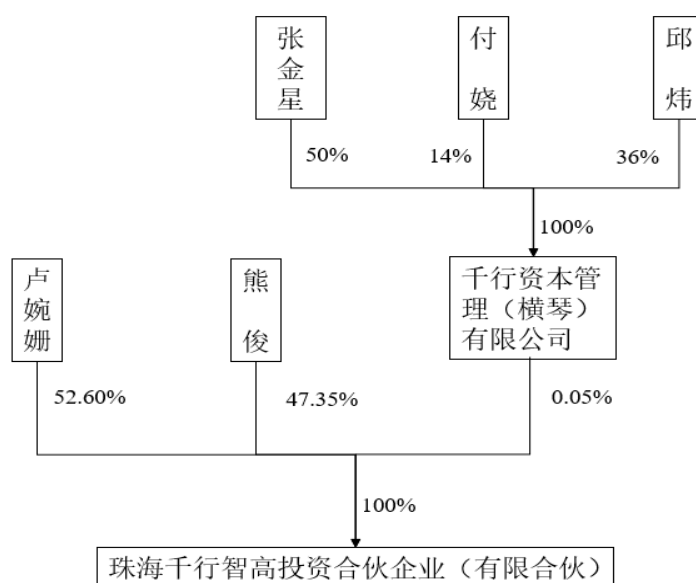 张金星
付娆
邱炜
50%
14%
36%
100%
卢婉姗
熊俊
千行资本管
理（横琴）
有限公司
52.60%
47.35%
0.05%
100%
珠海千行智高投资合伙企业（有限合伙）